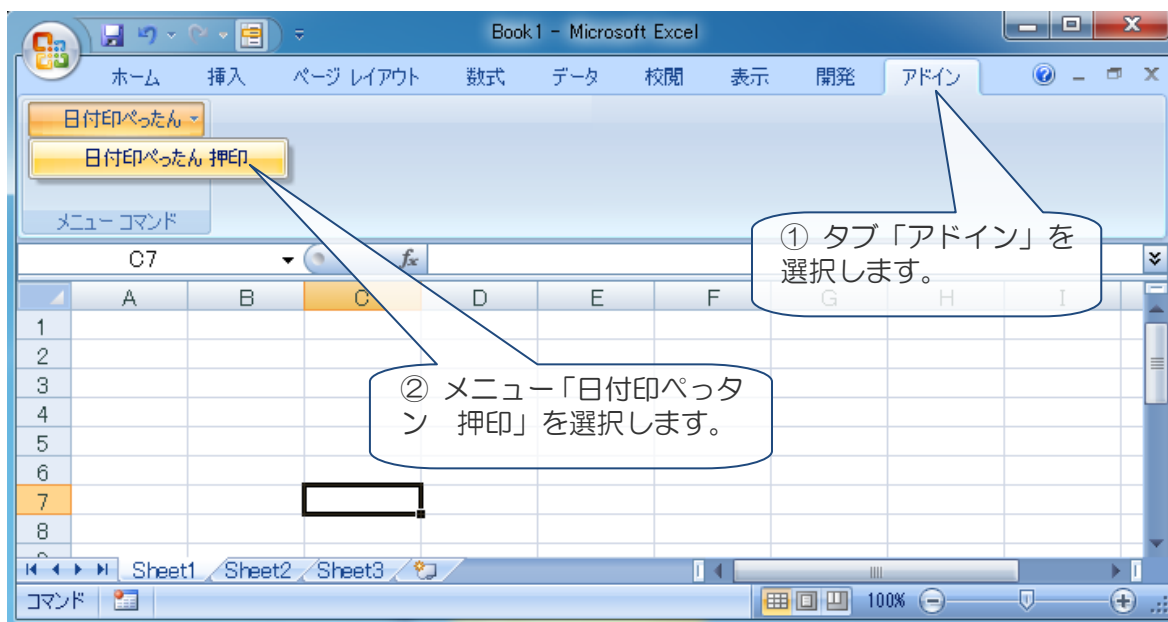 Book1 - Microsoft Excel
ホーム 挿入 ページ レイアウト 数式 データ 校閲 表示 開発 アドイン
日付印ぺったん
日付印ぺったん 押印
メニュー コマンド
① タブ「アドイン」を
選択します。
C7 fx
A B C D E F G H I
1
2
3
② メニュー「日付印ぺっタ
ン 押印」を選択します。
4
5
6
7
8
Sheet1 Sheet2 Sheet3
コマンド 100%